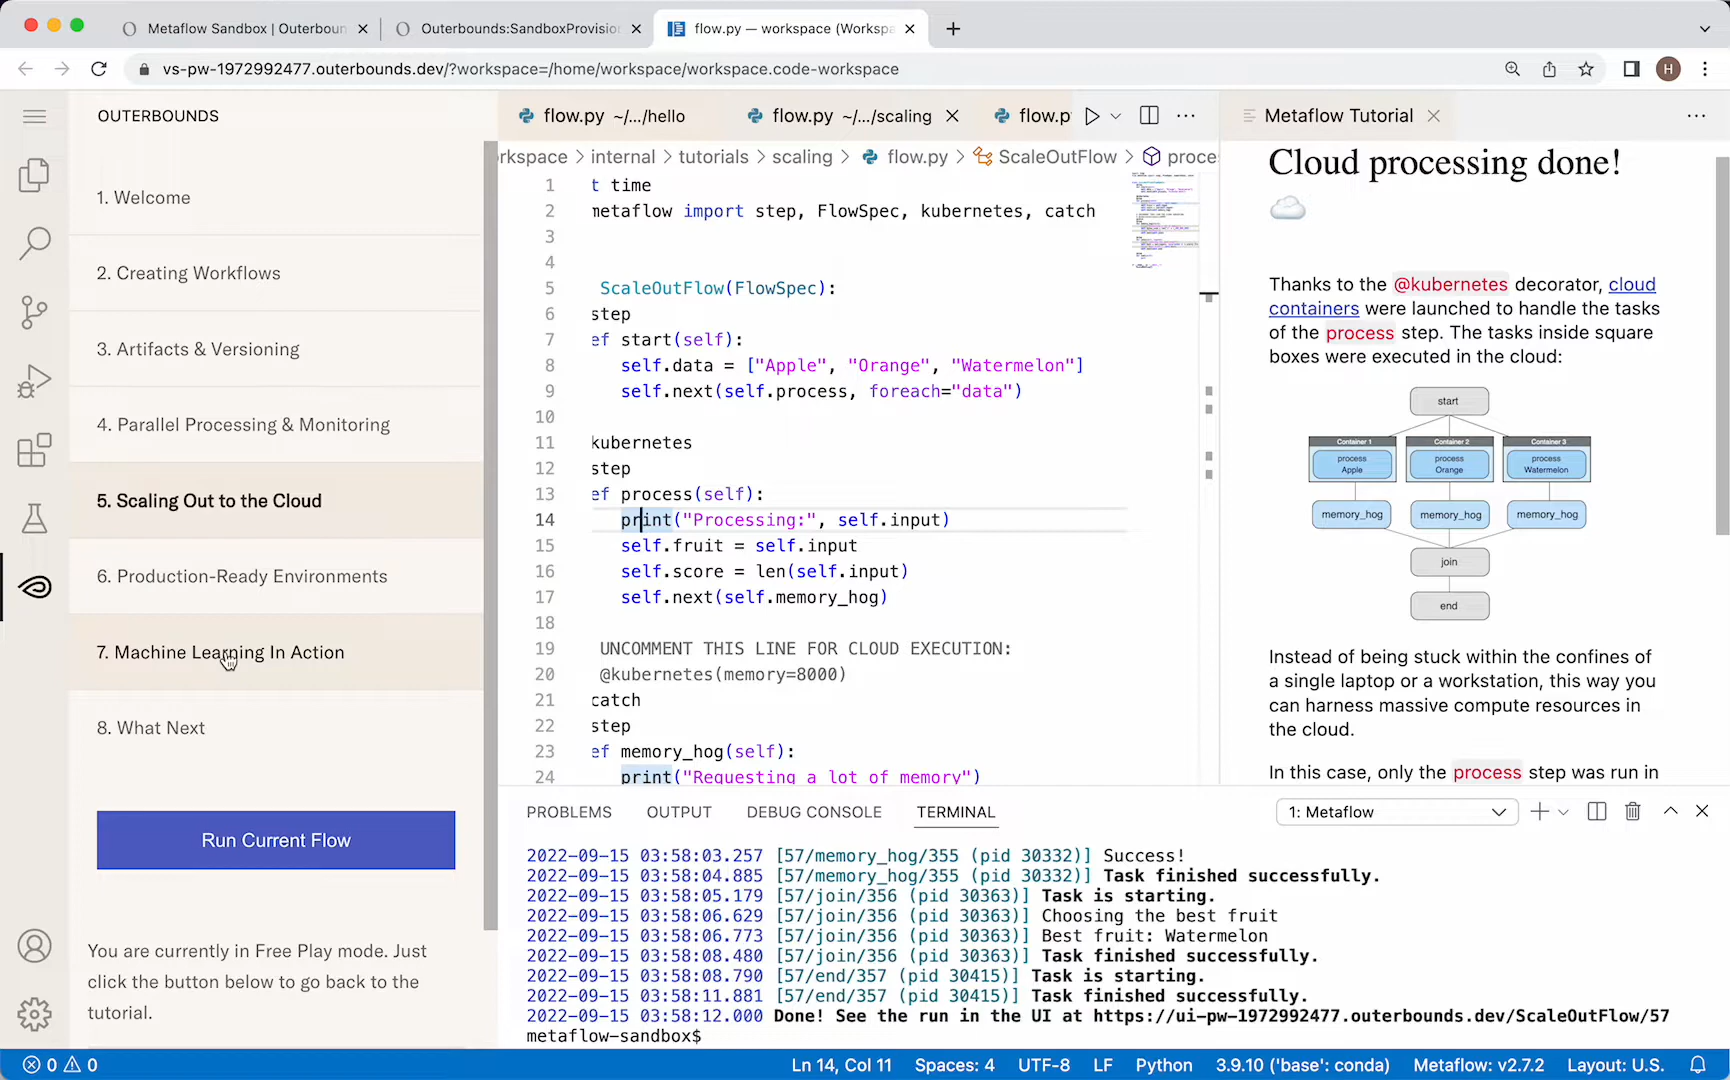 Metaflow Sandbox | Outerboun
Outerbounds:SandboxProvisio
flow.py — workspace (Workspa
vs-pw-1972992477.outerbounds.dev/?workspace=/home/workspace/workspace.code-workspace
H
OUTERBOUNDS
1. Welcome
2. Creating Workflows
3. Artifacts & Versioning
4. Parallel Processing & Monitoring
5. Scaling Out to the Cloud
6. Production-Ready Environments
7. Machine Learning In Action
8. What Next
Run Current Flow
You are currently in Free Play mode. Just
click the button below to go back to the
tutorial.
flow.py ~/.../hello
flow.py ~/.../scaling
flow.p
rkspace > internal > tutorials > scaling > flow.py > ScaleOutFlow > proce
1 t time
2 metaflow import step, FlowSpec, kubernetes, catch
3
4
5 ScaleOutFlow(FlowSpec):
6 step
7 ef start(self):
8 self.data = ["Apple", "Orange", "Watermelon"]
9 self.next(self.process, foreach="data")
10
11 kubernetes
12 step
13 ef process(self):
14 print("Processing:", self.input)
15 self.fruit = self.input
16 self.score = len(self.input)
17 self.next(self.memory_hog)
18
19 UNCOMMENT THIS LINE FOR CLOUD EXECUTION:
20 @kubernetes(memory=8000)
21 catch
22 step
23 ef memory_hog(self):
24 print("Requesting a lot of memory")
Metaflow Tutorial
Cloud processing done!
Thanks to the @kubernetes decorator, cloud
containers were launched to handle the tasks
of the process step. The tasks inside square
boxes were executed in the cloud:
start
Container 1 Container 2 Container 3
process process process
Apple Orange Watermelon
memory_hog memory_hog memory_hog
join
end
Instead of being stuck within the confines of
a single laptop or a workstation, this way you
can harness massive compute resources in
the cloud.
In this case, only the process step was run in
PROBLEMS OUTPUT DEBUG CONSOLE TERMINAL
1: Metaflow
2022-09-15 03:58:03.257 [57/memory_hog/355 (pid 30332)] Success!
2022-09-15 03:58:04.885 [57/memory_hog/355 (pid 30332)] Task finished successfully.
2022-09-15 03:58:05.179 [57/join/356 (pid 30363)] Task is starting.
2022-09-15 03:58:06.629 [57/join/356 (pid 30363)] Choosing the best fruit
2022-09-15 03:58:06.773 [57/join/356 (pid 30363)] Best fruit: Watermelon
2022-09-15 03:58:08.480 [57/join/356 (pid 30363)] Task finished successfully.
2022-09-15 03:58:08.790 [57/end/357 (pid 30415)] Task is starting.
2022-09-15 03:58:11.881 [57/end/357 (pid 30415)] Task finished successfully.
2022-09-15 03:58:12.000 Done! See the run in the UI at https://ui-pw-1972992477.outerbounds.dev/ScaleOutFlow/57
metaflow-sandbox$
0 0 Ln 14, Col 11 Spaces: 4 UTF-8 LF Python 3.9.10 ('base': conda) Metaflow: v2.7.2 Layout: U.S.